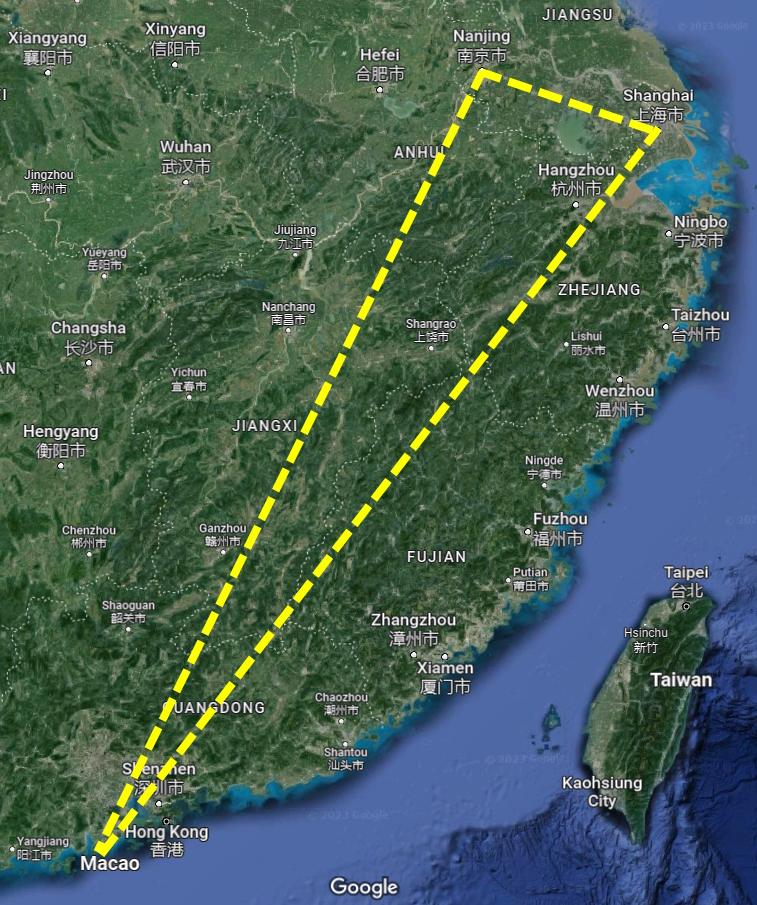 JIANGSU
© 2023 Google
Xiangyang
襄阳市
Xinyang
信阳市
Nanjing
南京市
Hefei
合肥市
Shanghai
上海市
Wuhan
武汉市
ANHUI
Jingzhou
荆州市
Hangzhou
杭州市
Jiujiang
九江市
Ningbo
宁波市
Yueyang
岳阳市
ZHEJIANG
Nanchang
南昌市
Shangrao
上饶市
Taizhou
台州市
Changsha
长沙市
Lishui
丽水市
Yichun
宜春市
Wenzhou
温州市
JIANGXI
Hengyang
衡阳市
Ningde
宁德市
Chenzhou
郴州市
Ganzhou
赣州市
Fuzhou
福州市
FUJIAN
Putian
莆田市
Taipei
台北
Shaoguan
韶关市
Zhangzhou
漳州市
Hsinchu
新竹
Xiamen
厦门市
Taiwan
GUANGDONG
Chaozhou
潮州市
Shantou
汕头市
© 2023 Google
Shenzhen
深圳市
Kaohsiung
City
© 2023 Google
Hong Kong
香港
Yangjiang
阳江市
Macao
Google